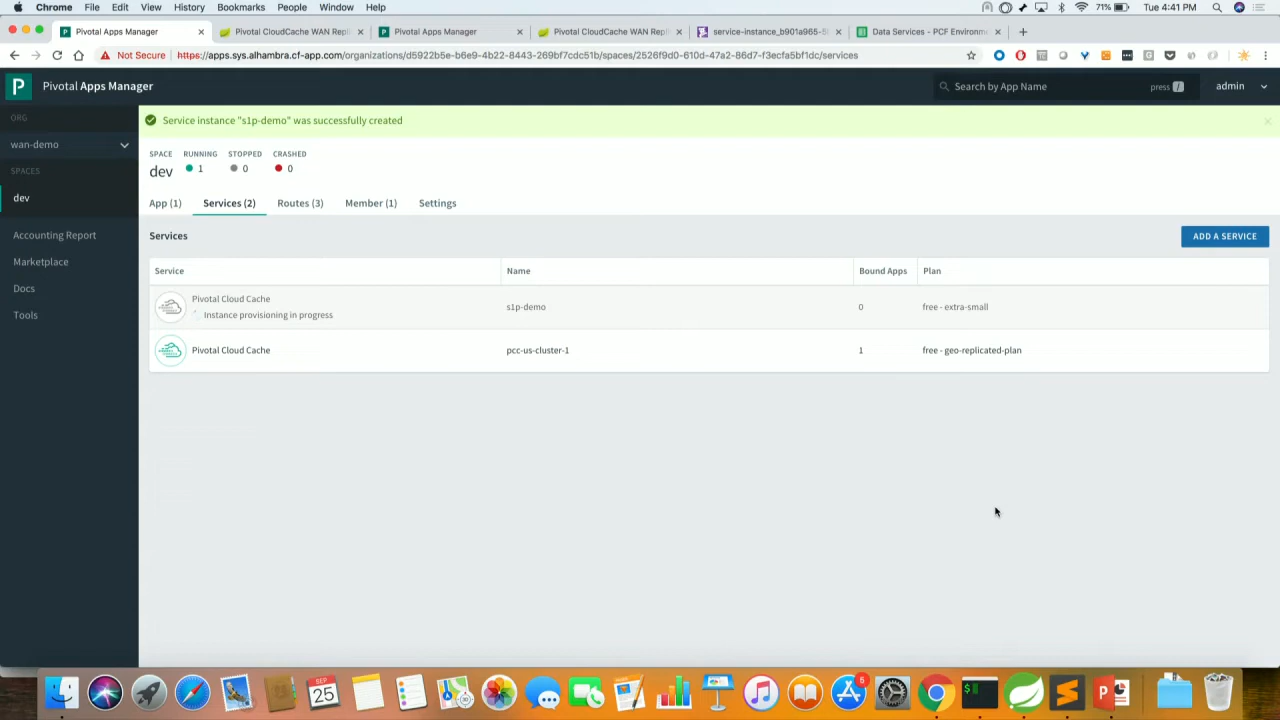 Chrome File Edit View History Bookmarks People Window Help 71% Tue 4:41 PM
Pivotal Apps Manager Pivotal CloudCache WAN Repl Pivotal Apps Manager Pivotal CloudCache WAN Repl service-instance_b901a965-5 Data Services - PCF Environm
Not Secure https://apps.sys.alhambra.cf-app.com/organizations/d5922b5e-b6e9-4b22-8443-269bf7cdc51b/spaces/2526f9d0-610d-47a2-86d7-f3ecfa5bf1dc/services
P Pivotal Apps Manager Search by App Name press / admin
ORG
wan-demo
SPACES
dev
Accounting Report
Marketplace
Docs
Tools
Service instance "s1p-demo" was successfully created
SPACE RUNNING STOPPED CRASHED
dev 1 0 0
App (1) Services (2) Routes (3) Member (1) Settings
Services ADD A SERVICE
Service Name Bound Apps Plan
Pivotal Cloud Cache
Instance provisioning in progress s1p-demo 0 free - extra-small
Pivotal Cloud Cache pcc-us-cluster-1 1 free - geo-replicated-plan
SEP
25
6